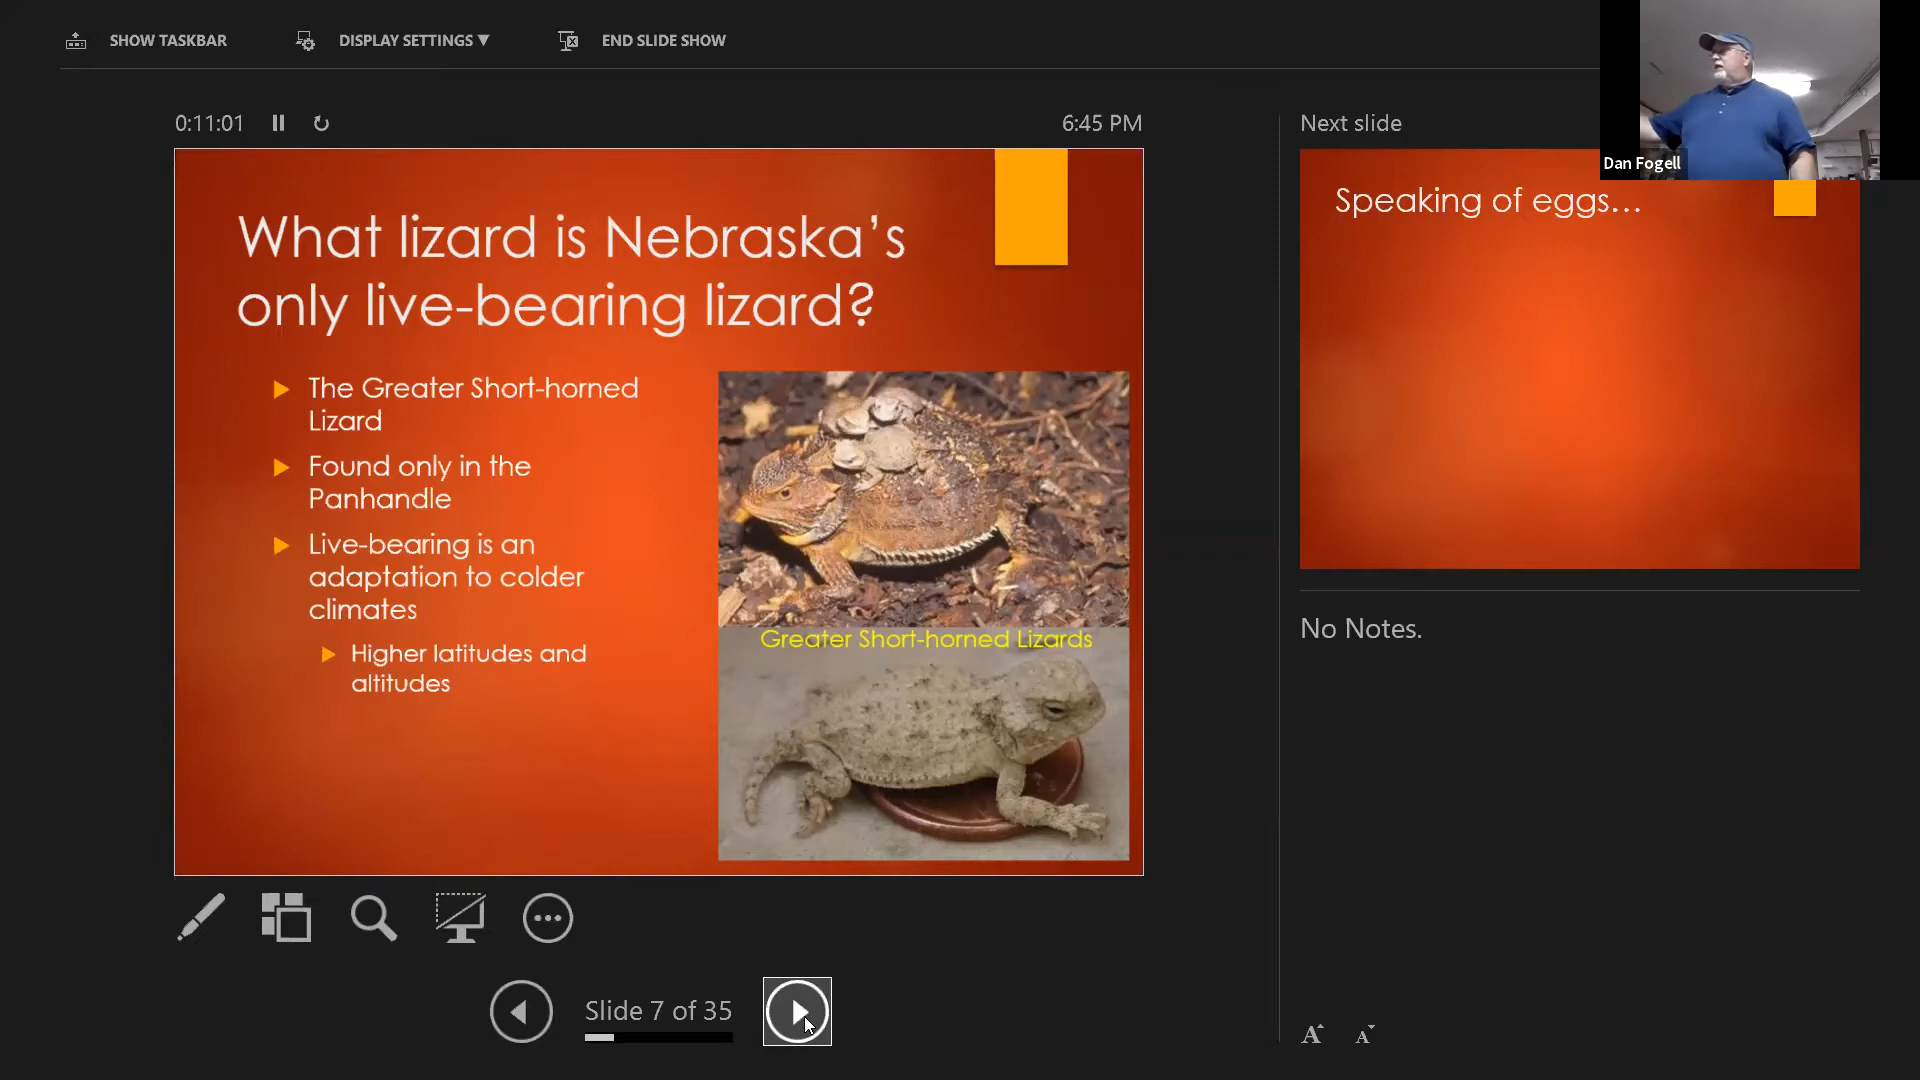 SHOW TASKBAR
DISPLAY SETTINGS ▼
END SLIDE SHOW
0:11:01
6:45 PM
What lizard is Nebraska’s
only live-bearing lizard?
The Greater Short-horned
Lizard
Found only in the
Panhandle
Live-bearing is an
adaptation to colder
climates
Higher latitudes and
altitudes
Greater Short-horned Lizards
Slide 7 of 35
Next slide
Dan Fogell
Speaking of eggs…
No Notes.
A A